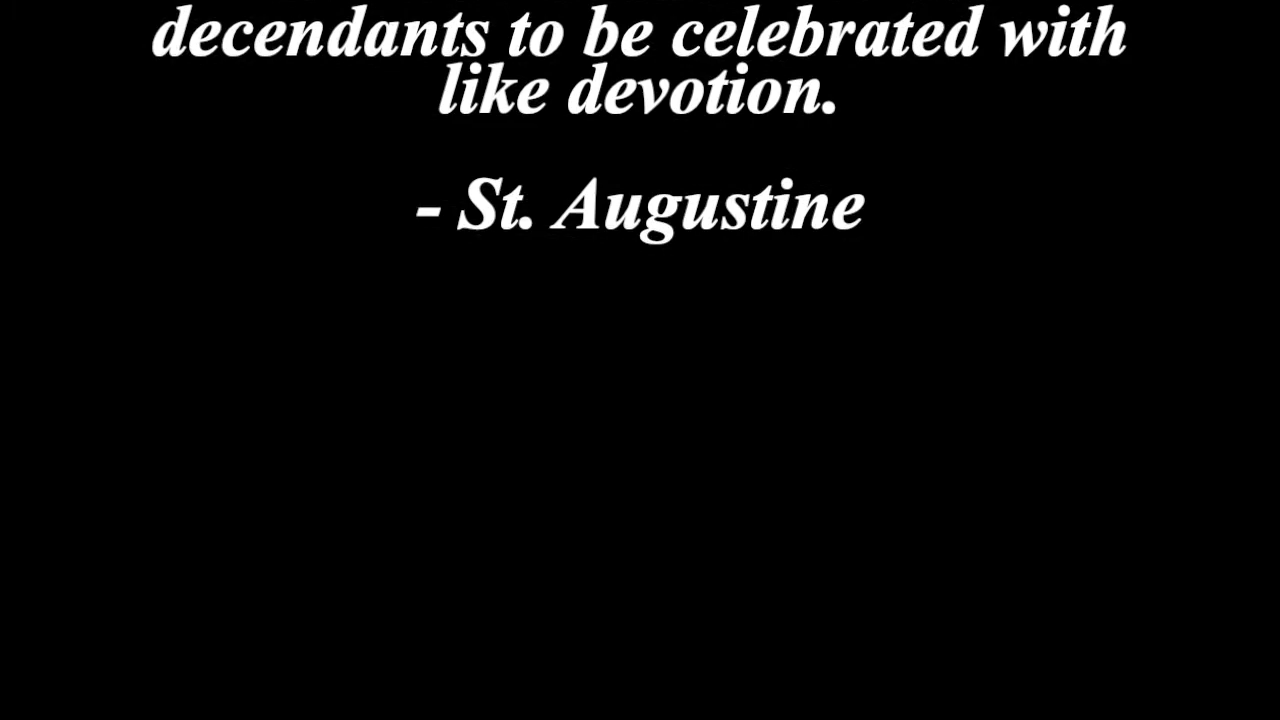 decendants to be celebrated with
like devotion.
- St. Augustine